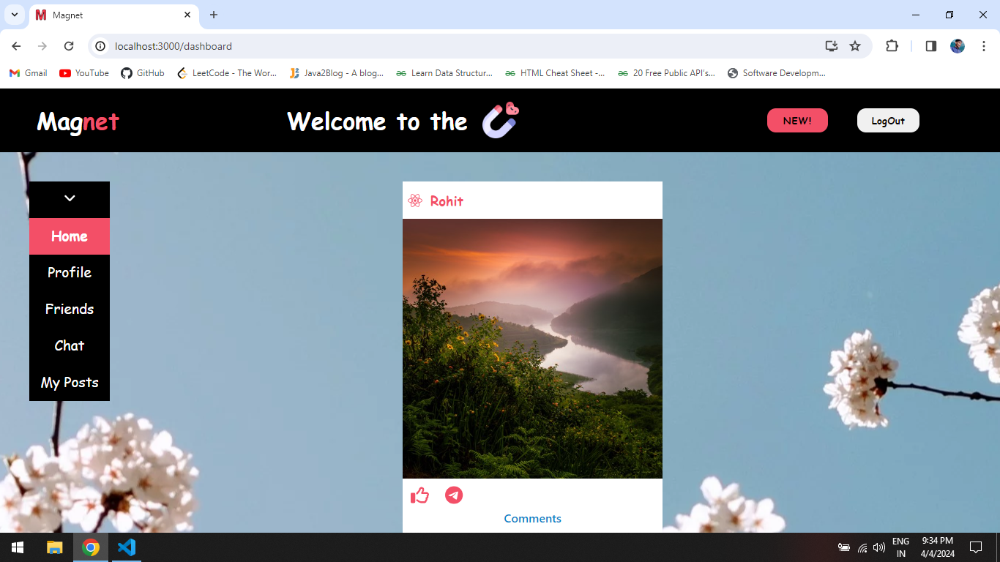 Magnet
localhost:3000/dashboard
Gmail YouTube GitHub LeetCode - The Wor... Java2Blog - A blog... Learn Data Structur... HTML Cheat Sheet -... 20 Free Public API's... Software Developm...
Magnet Welcome to the NEW! LogOut
Rohit
Home
Profile
Friends
Chat
My Posts
Comments
ENG 9:34 PM
IN 4/4/2024